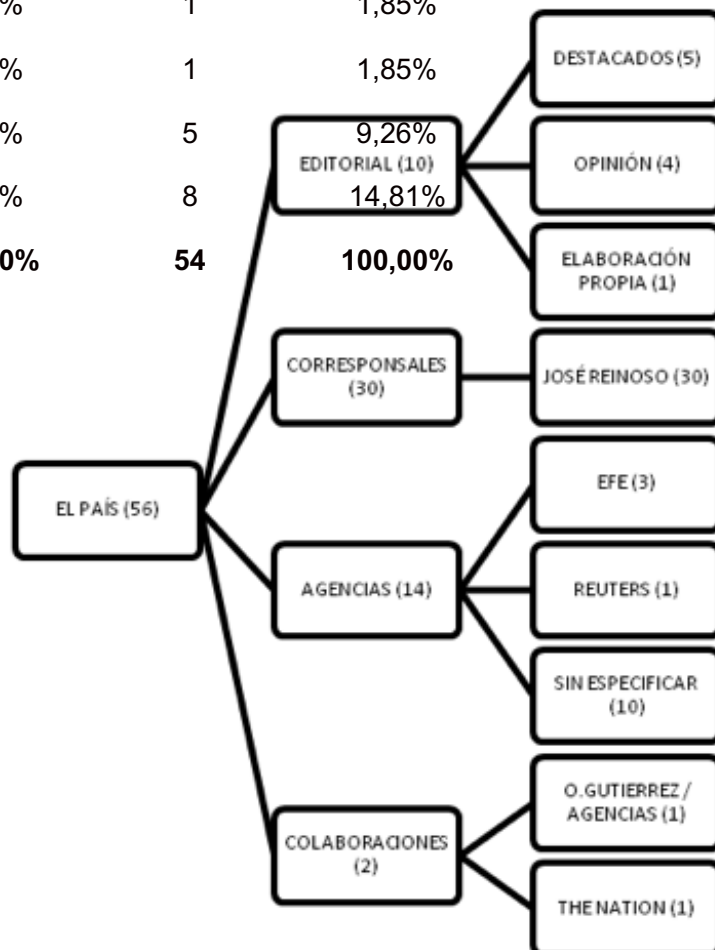 % 1 1,85%
% 1 1,85%
% 5 9,26%
% 8 14,81%
0% 54 100,00%
EL PAÍS (56)
EDITORIAL (10)
DESTACADOS (5)
OPINIÓN (4)
ELABORACIÓN
PROPIA (1)
CORRESPONSALES
(30)
JOSÉ REINOSO (30)
AGENCIAS (14)
EFE (3)
REUTERS (1)
SIN ESPECIFICAR
(10)
COLABORACIONES
(2)
O.GUTIERREZ /
AGENCIAS (1)
THE NATION (1)